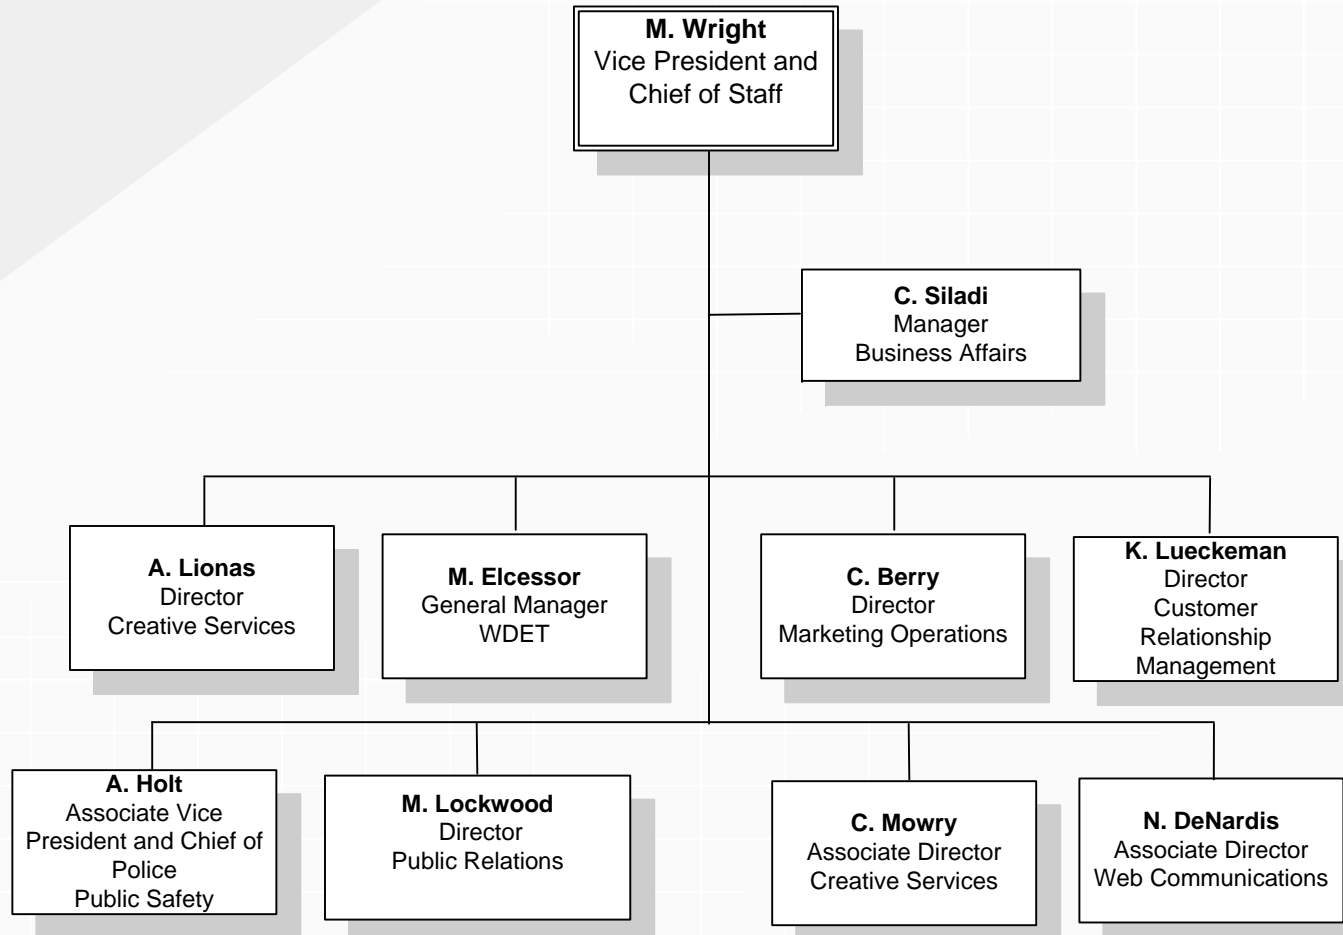 M. Wright
Vice President and
Chief of Staff
C. Siladi
Manager
Business Affairs
A. Lionas
Director
Creative Services
M. Elcessor
General Manager
WDET
C. Berry
Director
Marketing Operations
K. Lueckeman
Director
Customer
Relationship
Management
A. Holt
Associate Vice
President and Chief of
Police
Public Safety
M. Lockwood
Director
Public Relations
C. Mowry
Associate Director
Creative Services
N. DeNardis
Associate Director
Web Communications